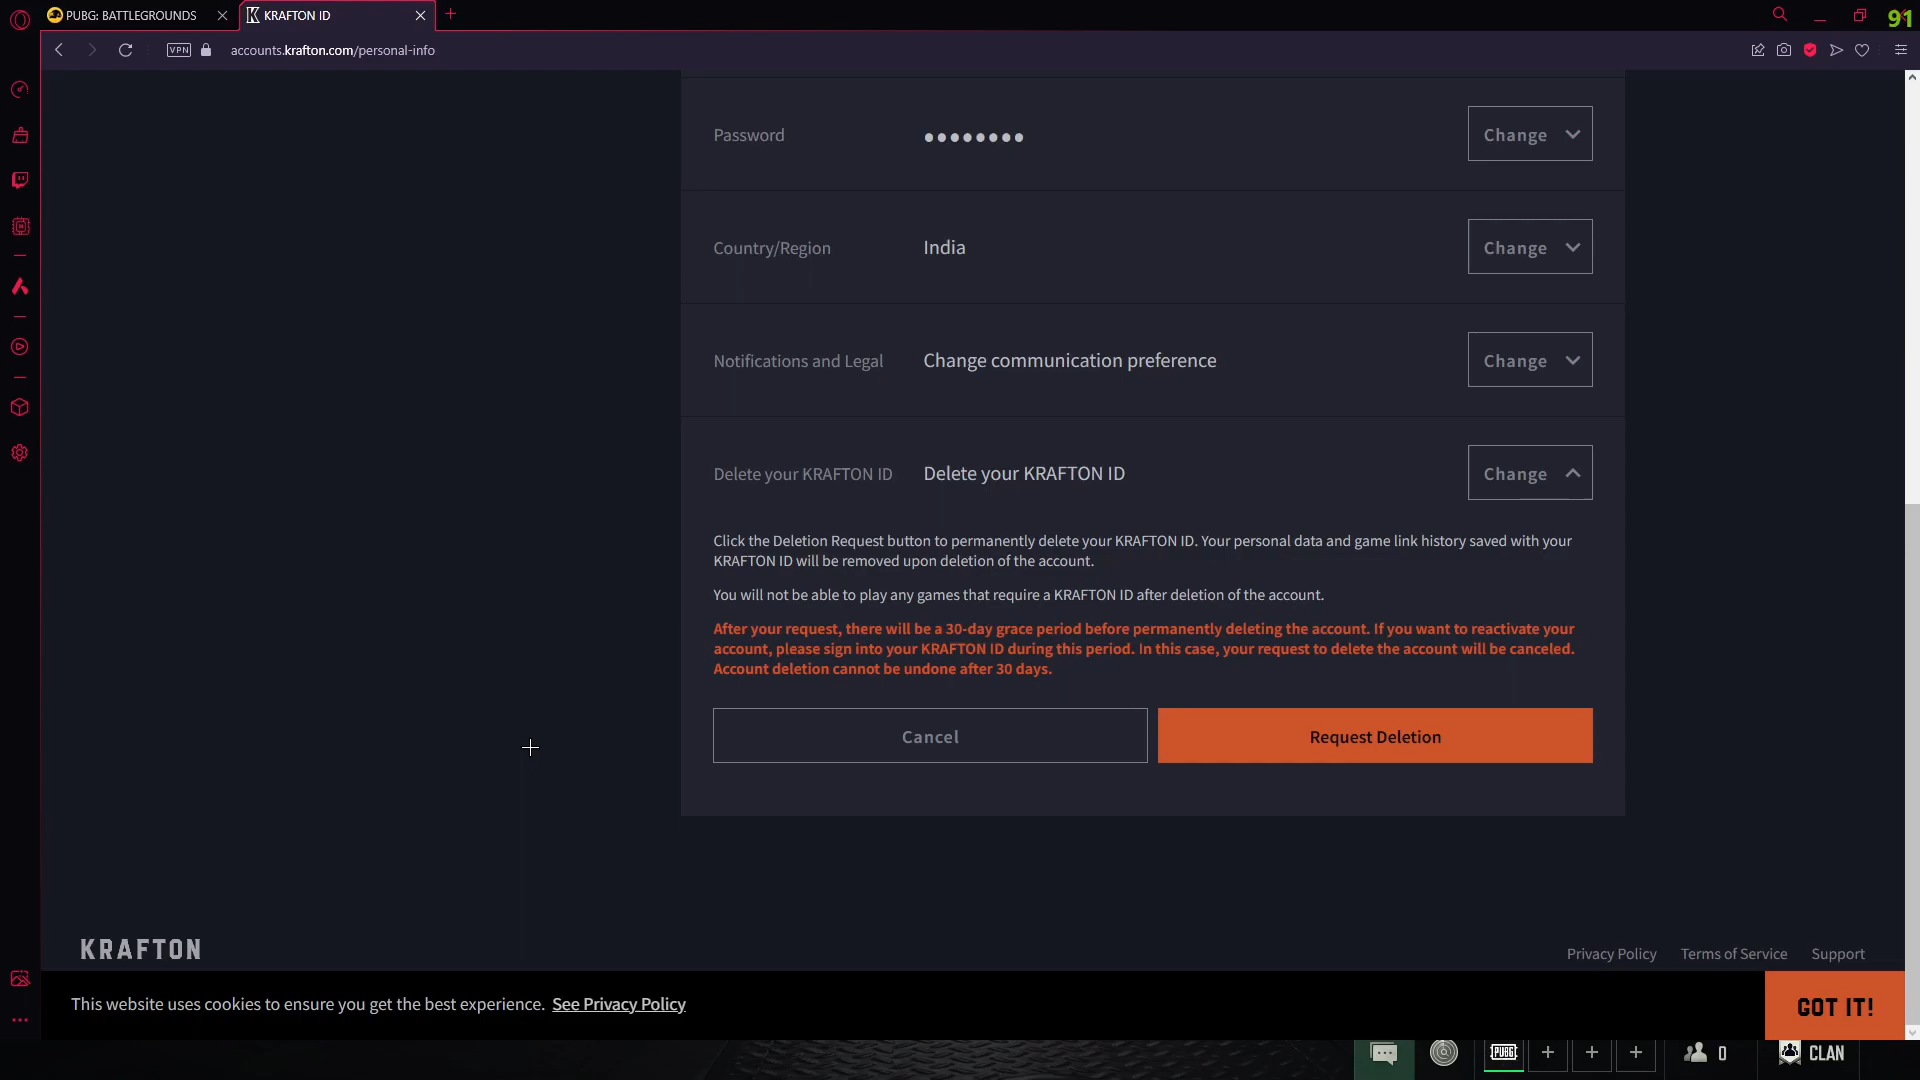 PUBG: BATTLEGROUNDS
KRAFTON ID
91
VPN
accounts.krafton.com/personal-info
Password
●●●●●●●●
Change
Country/Region
India
Change
Notifications and Legal
Change communication preference
Change
Delete your KRAFTON ID
Delete your KRAFTON ID
Change
Click the Deletion Request button to permanently delete your KRAFTON ID. Your personal data and game link history saved with your
KRAFTON ID will be removed upon deletion of the account.
You will not be able to play any games that require a KRAFTON ID after deletion of the account.
After your request, there will be a 30-day grace period before permanently deleting the account. If you want to reactivate your
account, please sign into your KRAFTON ID during this period. In this case, your request to delete the account will be canceled.
Account deletion cannot be undone after 30 days.
Cancel
Request Deletion
KRAFTON
Privacy Policy
Terms of Service
Support
This website uses cookies to ensure you get the best experience. See Privacy Policy
GOT IT!
PUBG
0
CLAN